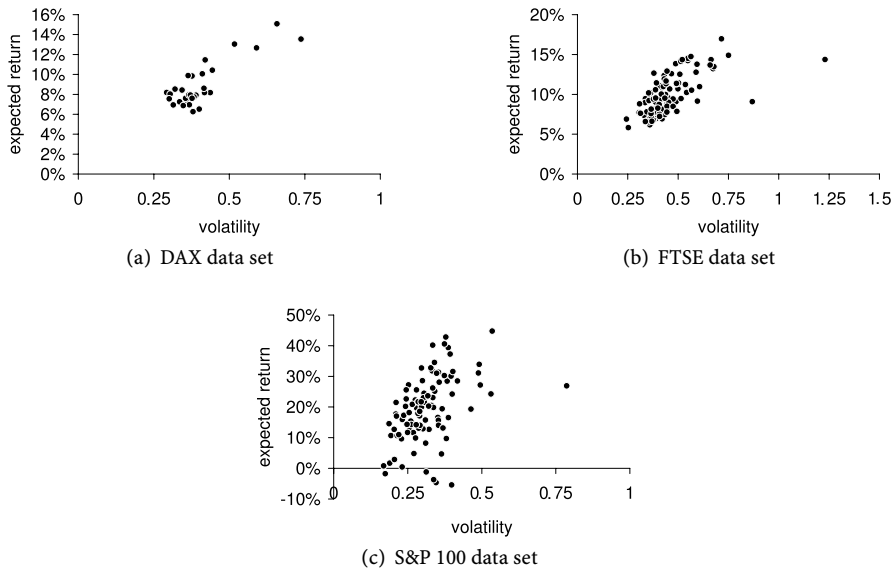 16%
14%
12%
10%
8%
6%
4%
2%
0%
expected return
0 0.25 0.5 0.75 1
volatility
(a) DAX data set
20%
15%
10%
5%
0%
expected return
0 0.25 0.5 0.75 1 1.25 1.5
volatility
(b) FTSE data set
50%
40%
30%
20%
10%
0%
-10%
expected return
0 0.25 0.5 0.75 1
volatility
(c) S&P 100 data set